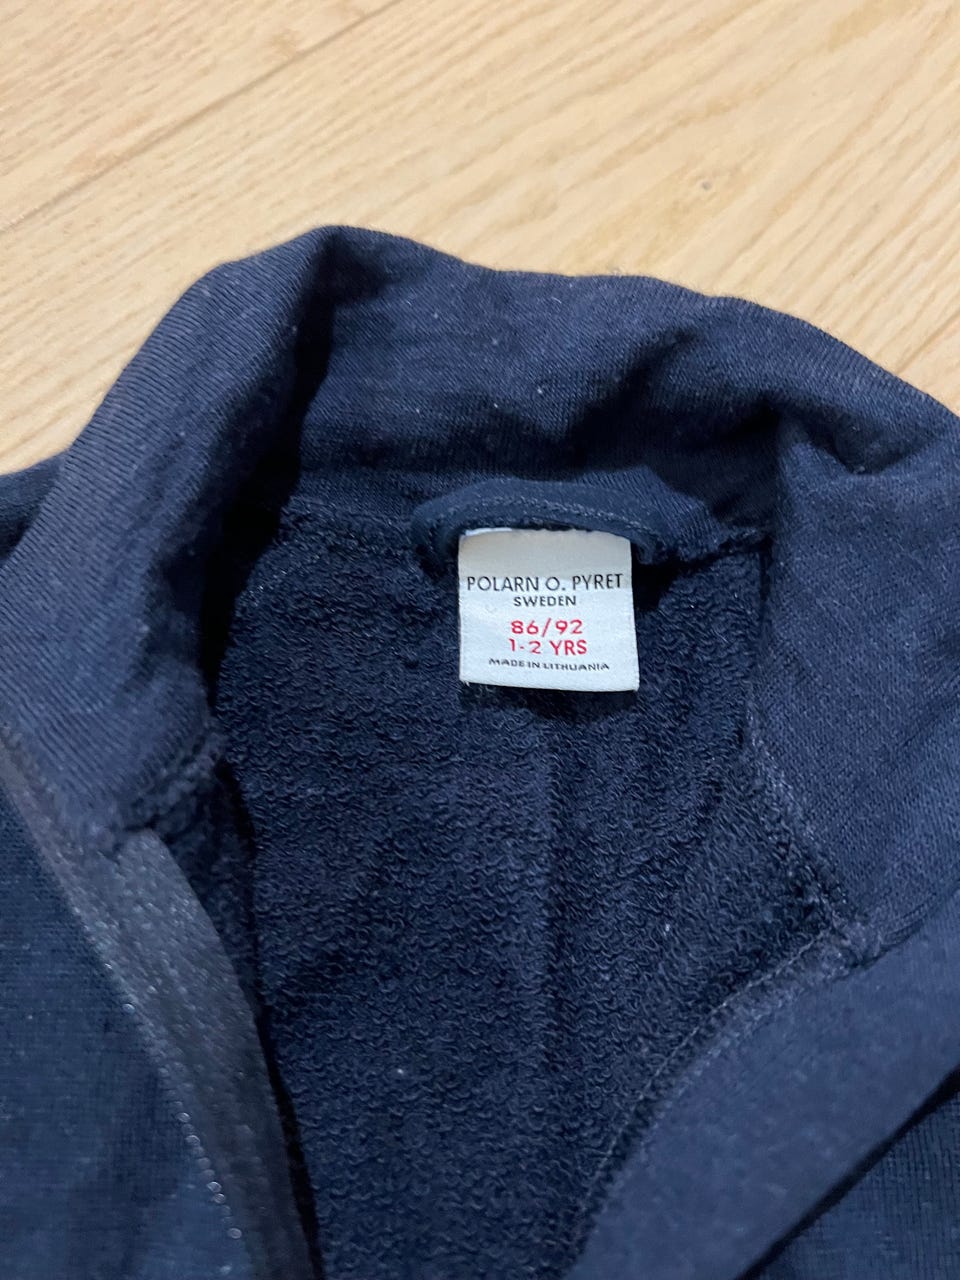 POLARN O. PYRET
SWEDEN
86/92
1-2 YRS
MADE IN LITHUANIA